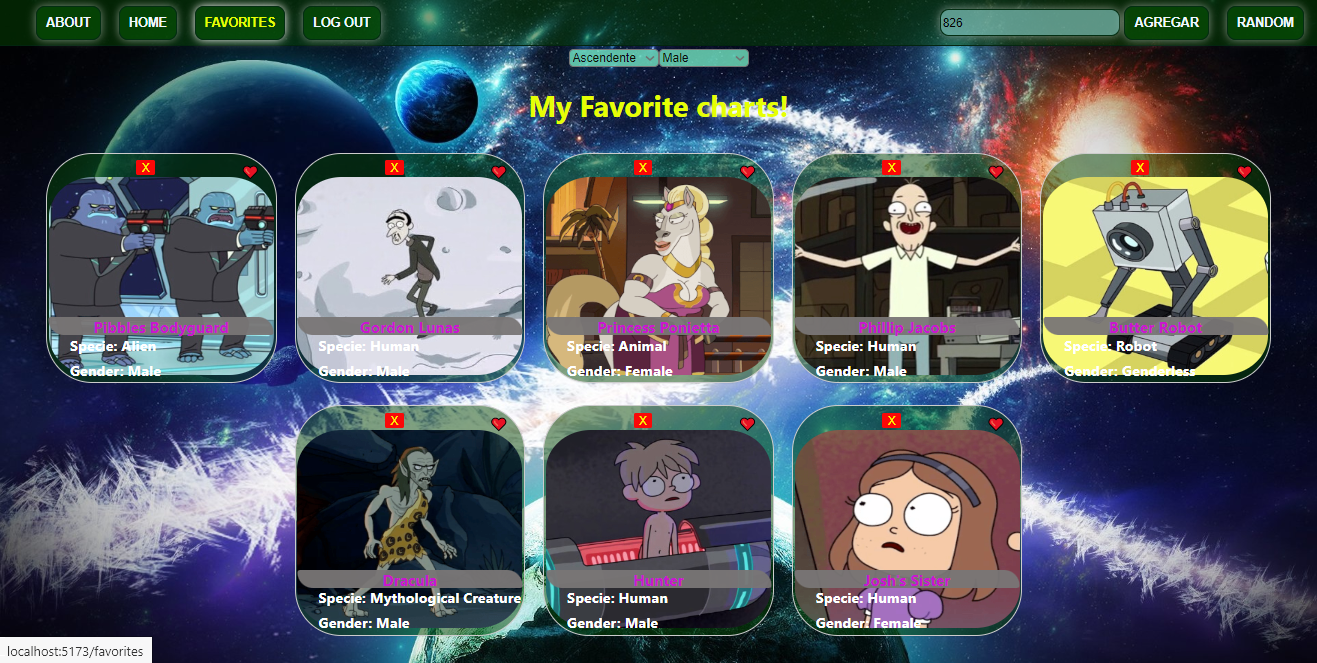 ABOUT HOME FAVORITES LOG OUT 826 AGREGAR RANDOM
Ascendente Male
My Favorite charts!
X X X X X
Pibbles Bodyguard Gordon Lunas Princess Ponietta Phillip Jacobs Butter Robot
Specie: Alien Specie: Human Specie: Animal Specie: Human Specie: Robot
Gender: Male Gender: Male Gender: Female Gender: Male Gender: Genderless
X X X
Dracula Hunter Josh's Sister
Specie: Mythological Creature Specie: Human Specie: Human
Gender: Male Gender: Male Gender: Female
localhost:5173/favorites